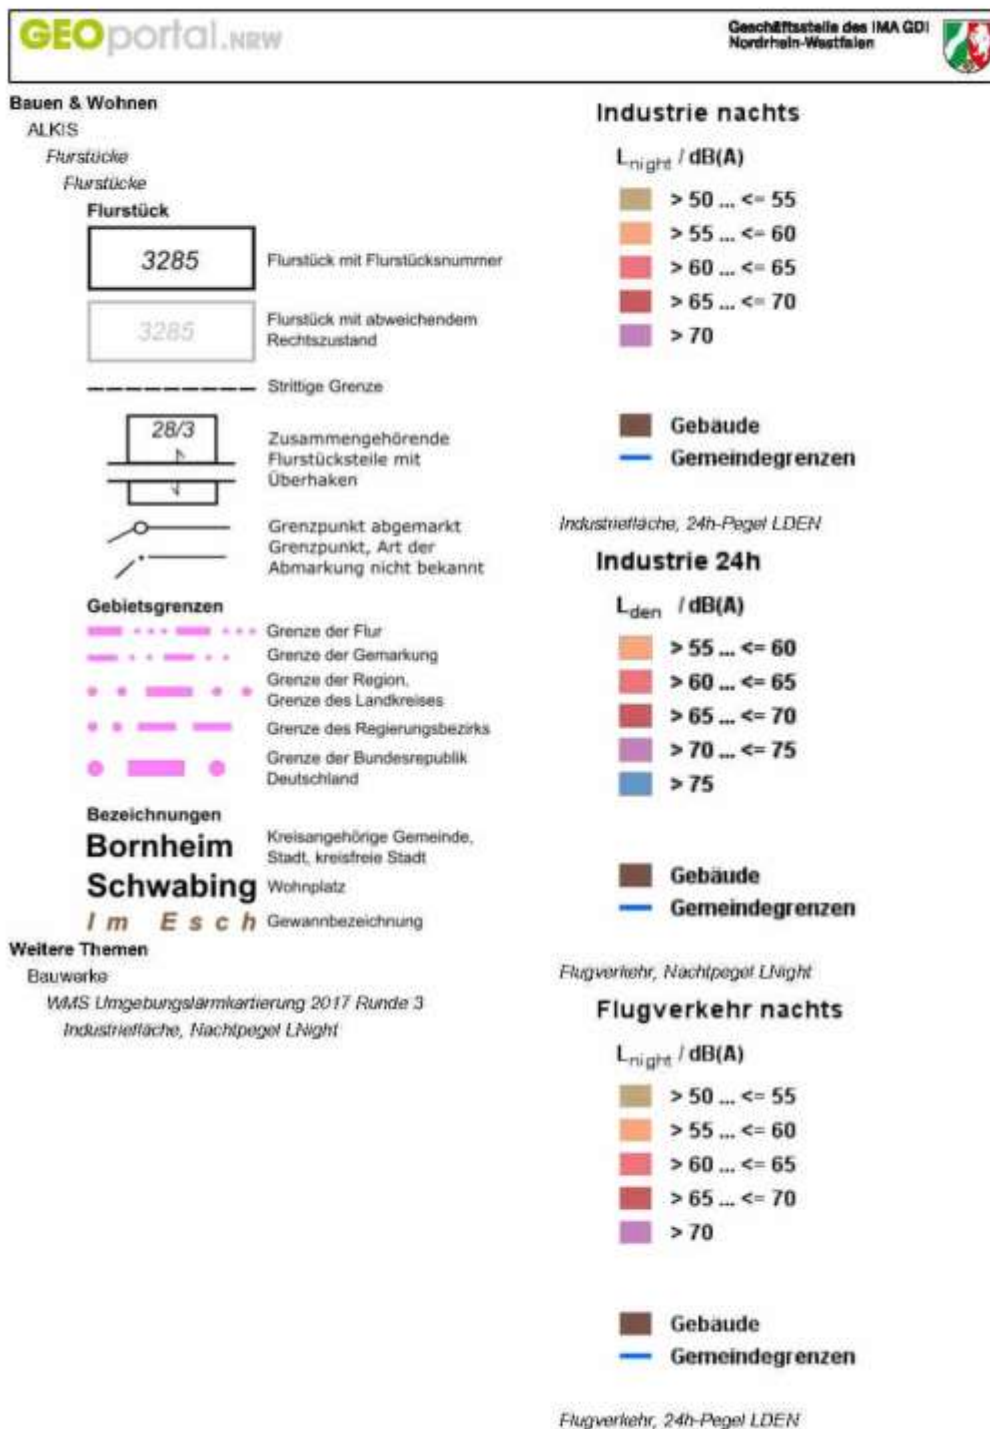 GEOportal.NRW
Geschäftsstelle des IMA GDI
Nordrhein-Westfalen
Bauen & Wohnen
ALKIS
Flurstücke
Flurstücke
Flurstück
3285
Flurstück mit Flurstücksnummer
3285
Flurstück mit abweichendem
Rechtszustand
Strittige Grenze
28/3
Zusammengehörende
Flurstücksteile mit
Überhaken
Grenzpunkt abgemarkt
Grenzpunkt, Art der
Abmarkung nicht bekannt
Gebietsgrenzen
Grenze der Flur
Grenze der Gemarkung
Grenze der Region,
Grenze des Landkreises
Grenze des Regierungsbezirks
Grenze der Bundesrepublik
Deutschland
Bezeichnungen
Bornheim
Kreisangehörige Gemeinde,
Stadt, kreisfreie Stadt
Schwabing
Wohnplatz
Im Esch
Gewannbezeichnung
Weitere Themen
Bauwerke
WMS Umgebungslärmkartierung 2017 Runde 3
Industriefläche, Nachtpegel LNight
Industrie nachts
Lnight / dB(A)
> 50 ... <= 55
> 55 ... <= 60
> 60 ... <= 65
> 65 ... <= 70
> 70
Gebäude
Gemeindegrenzen
Industriefläche, 24h-Pegel LDEN
Industrie 24h
Lden / dB(A)
> 55 ... <= 60
> 60 ... <= 65
> 65 ... <= 70
> 70 ... <= 75
> 75
Gebäude
Gemeindegrenzen
Flugverkehr, Nachtpegel LNight
Flugverkehr nachts
Lnight / dB(A)
> 50 ... <= 55
> 55 ... <= 60
> 60 ... <= 65
> 65 ... <= 70
> 70
Gebäude
Gemeindegrenzen
Flugverkehr, 24h-Pegel LDEN